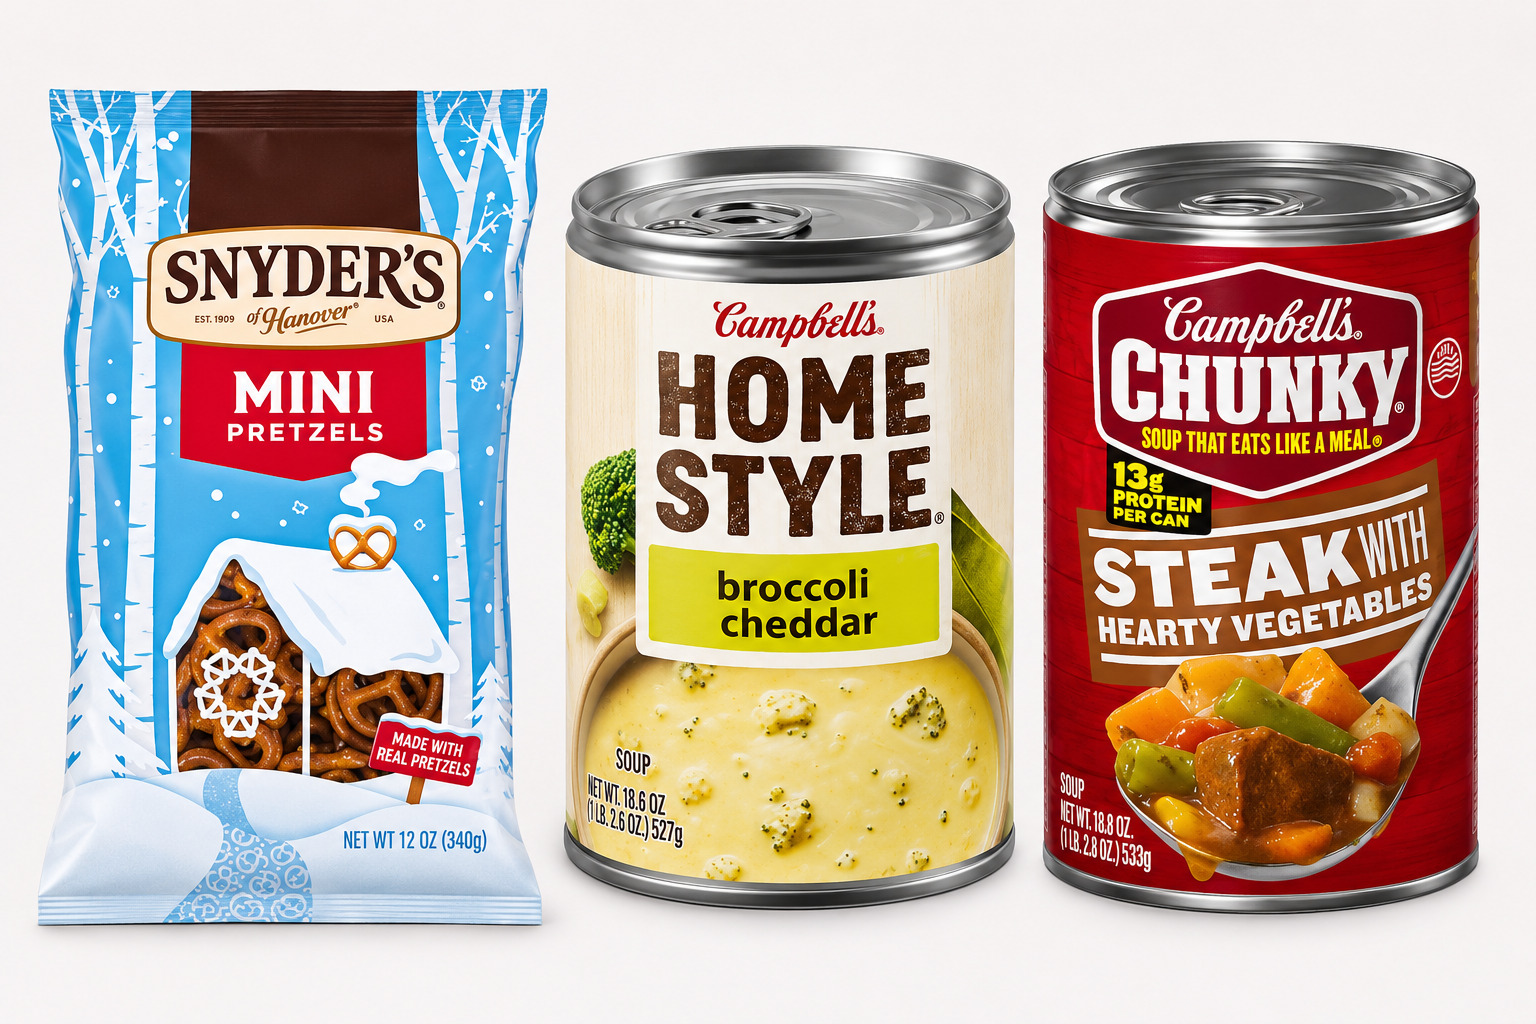 SNYDER'S®
EST. 1909 of Hanover® USA
MINI
PRETZELS
MADE WITH
REAL PRETZELS
NET WT 12 OZ (340g)
Campbell's®
HOME
STYLE®
broccoli
cheddar
SOUP
NET WT. 18.6 OZ
(1 LB. 2.6 OZ.) 527g
Campbell's®
CHUNKY®
SOUP THAT EATS LIKE A MEAL®
13g
PROTEIN
PER CAN
STEAK WITH
HEARTY VEGETABLES
SOUP
NET WT. 18.8 OZ.
(1 LB. 2.8 OZ.) 533g